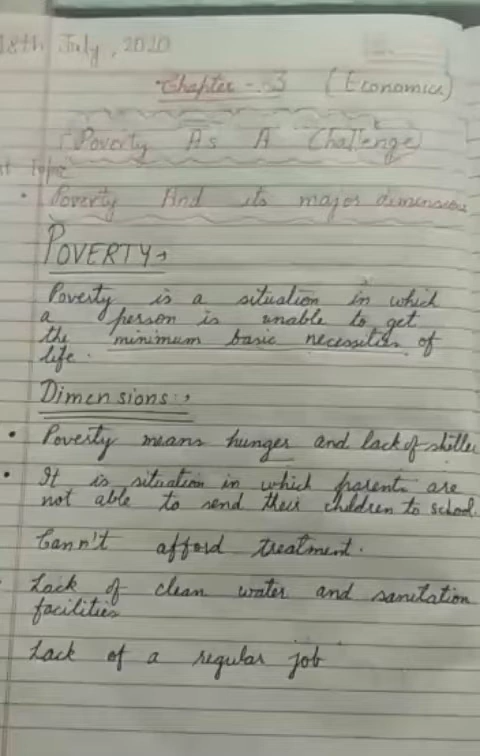 18th July, 2020
Chapter - 3 (Economics)
Poverty As A Challenge
st topic
• Poverty And its major dimensions
POVERTY →
Poverty is a situation in which
a person is unable to get
the minimum basic necessities of
life.
Dimensions :→
• Poverty means hunger and lack of shilter
• It is situation in which parents are
not able to send their children to school.
Cann't afford treatment.
• Lack of clean water and sanitation
facilities
Lack of a regular job